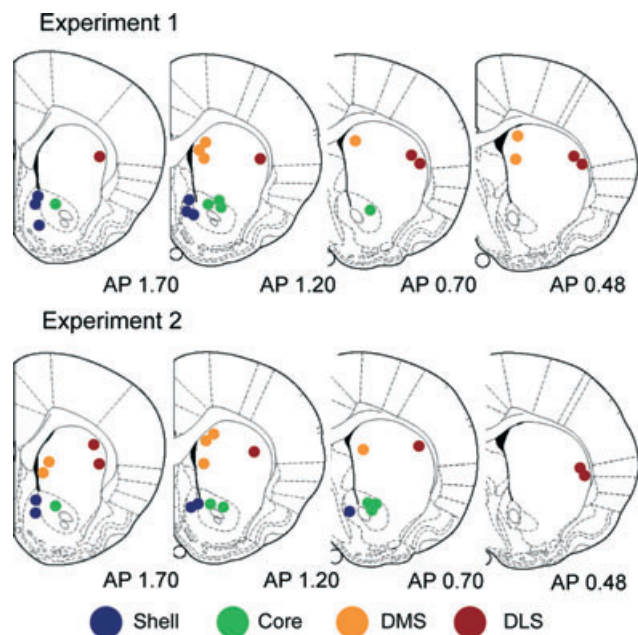 Experiment 1
AP 1.70 AP 1.20 AP 0.70 AP 0.48
Experiment 2
AP 1.70 AP 1.20 AP 0.70 AP 0.48
Shell Core DMS DLS